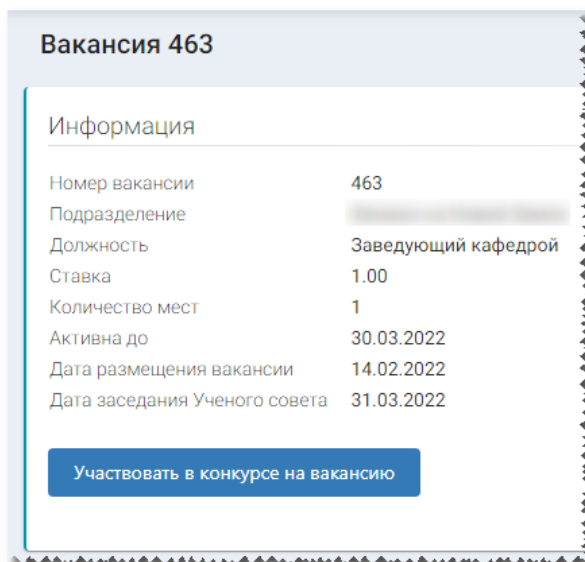 Вакансия 463
Информация
Номер вакансии 463
Подразделение
Должность Заведующий кафедрой
Ставка 1.00
Количество мест 1
Активна до 30.03.2022
Дата размещения вакансии 14.02.2022
Дата заседания Ученого совета 31.03.2022
Участвовать в конкурсе на вакансию